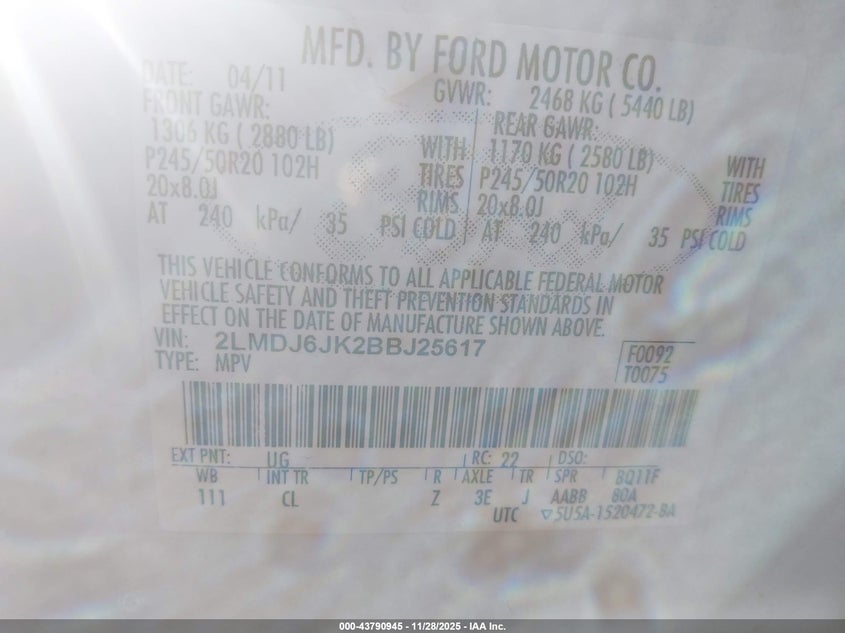 MFD. BY FORD MOTOR CO.
DATE: 04/11 GVWR: 2468 KG ( 5440 LB)
FRONT GAWR: REAR GAWR:
1306 KG ( 2880 LB) WITH 1170 KG ( 2580 LB) WITH
P245/50R20 102H TIRES P245/50R20 102H TIRES
20x8.0J RIMS 20x8.0J RIMS
AT 240 kPa/ 35 PSI COLD AT 240 kPa/ 35 PSI COLD
THIS VEHICLE CONFORMS TO ALL APPLICABLE FEDERAL MOTOR
VEHICLE SAFETY AND THEFT PREVENTION STANDARDS IN
EFFECT ON THE DATE OF MANUFACTURE SHOWN ABOVE.
VIN: 2LMDJ6JK2BBJ25617 F0092
TYPE: MPV T0075
EXT PNT: UG RC: 22 DSO:
WB INT TR TP/PS R AXLE TR SPR BQ11F
111 CL Z 3E J AABB 80A
UTC ▽5U5A-1520472-BA
000-43790945 - 11/28/2025 - IAA Inc.